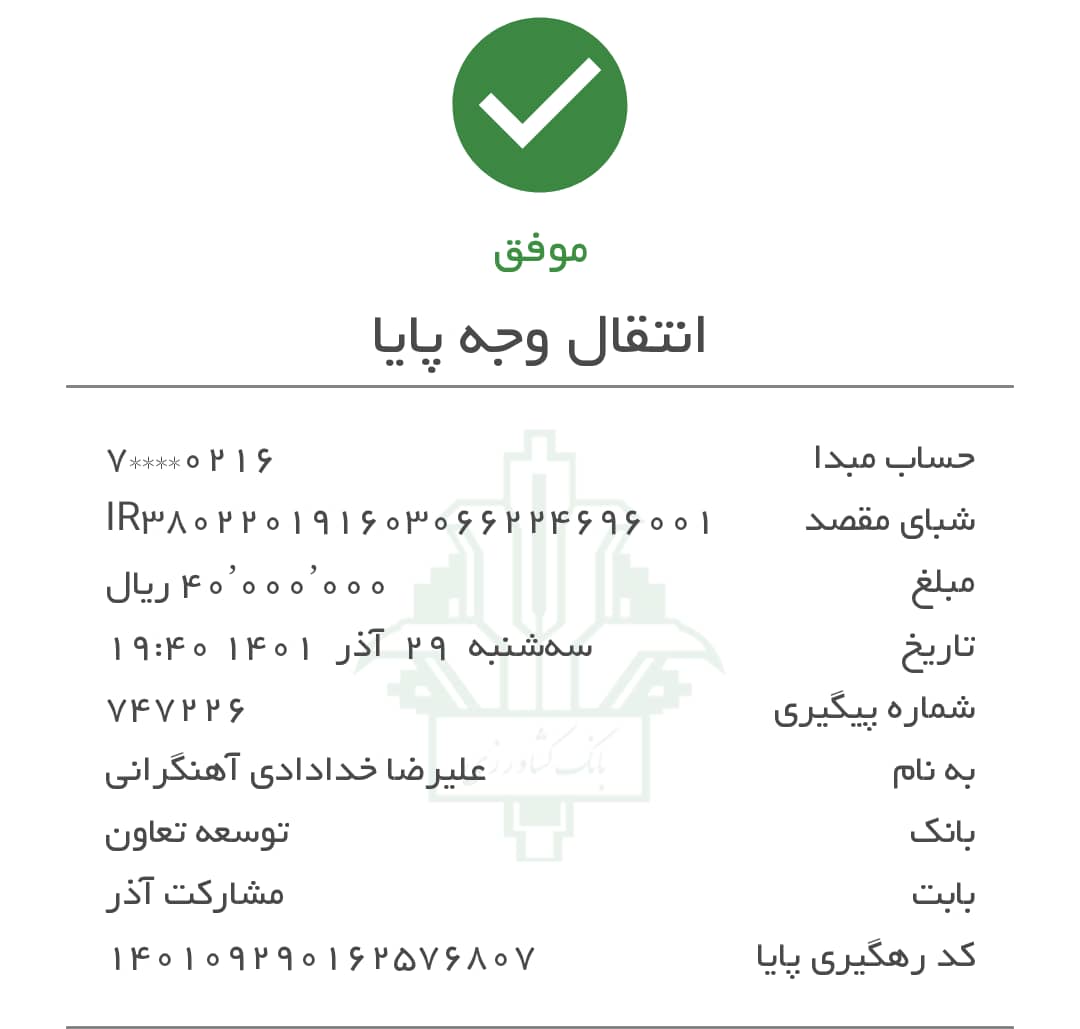 موفق
انتقال وجه پایا
حساب مبدا ۷****۰۲۱۶
شبای مقصد IR۳۸۰۲۲۰۱۹۱۶۰۳۰۶۶۲۲۴۶۹۶۰۰۱
مبلغ ۴۰٬۰۰۰٬۰۰۰ ریال
تاریخ سه‌شنبه ۲۹ آذر ۱۴۰۱ ۱۹:۴۰
شماره پیگیری ۷۴۷۲۲۶
به نام علیرضا خدادادی آهنگرانی
بانک توسعه تعاون
بابت مشارکت آذر
کد رهگیری پایا ۱۴۰۱۰۹۲۹۰۱۶۲۵۷۶۸۰۷
بانک کشاورزی